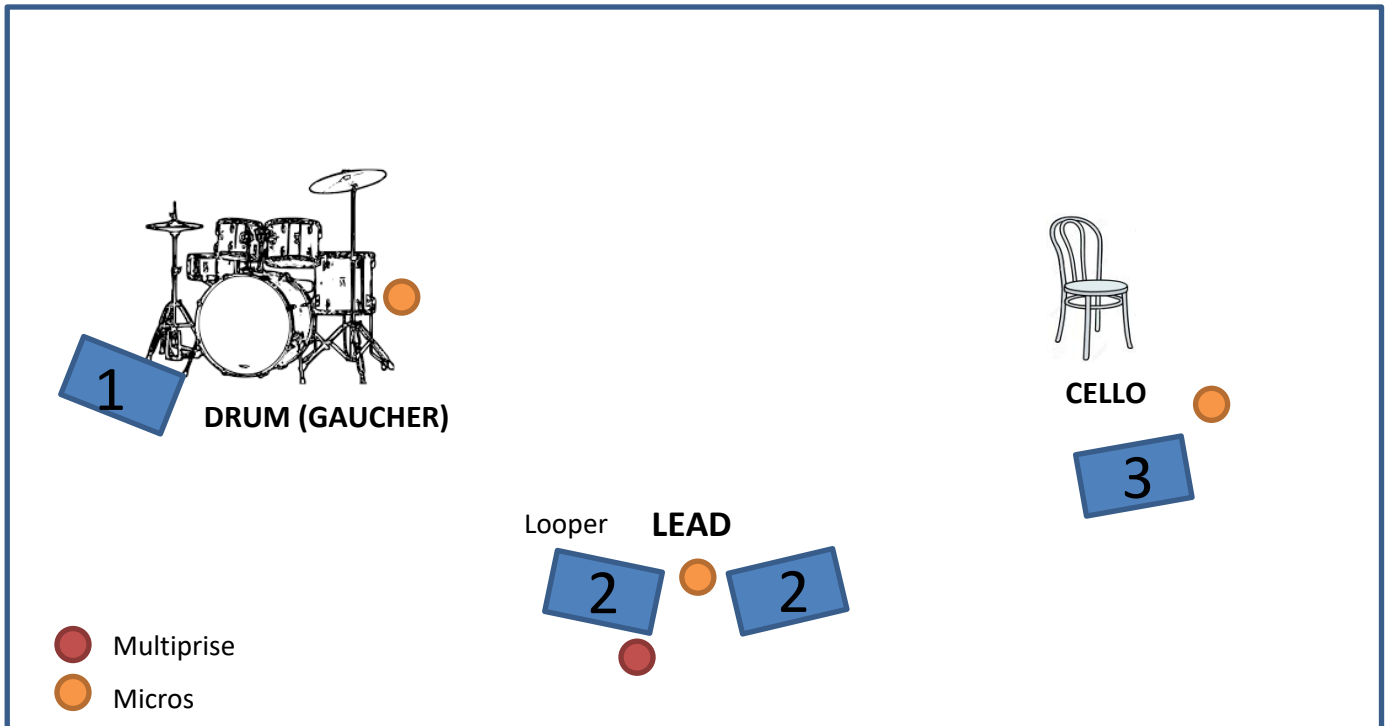 1
DRUM (GAUCHER)
CELLO
3
Looper
LEAD
2
2
Multiprise
Micros